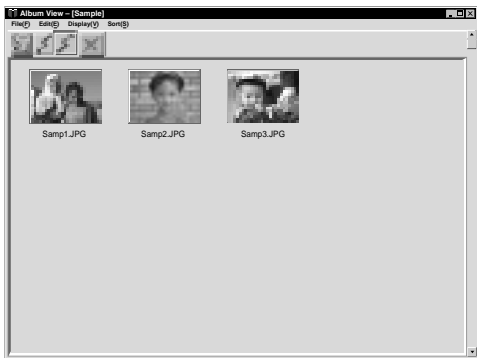 Album View – [Sample]
File(F) Edit(E) Display(V) Sort(S)
Samp1.JPG Samp2.JPG Samp3.JPG